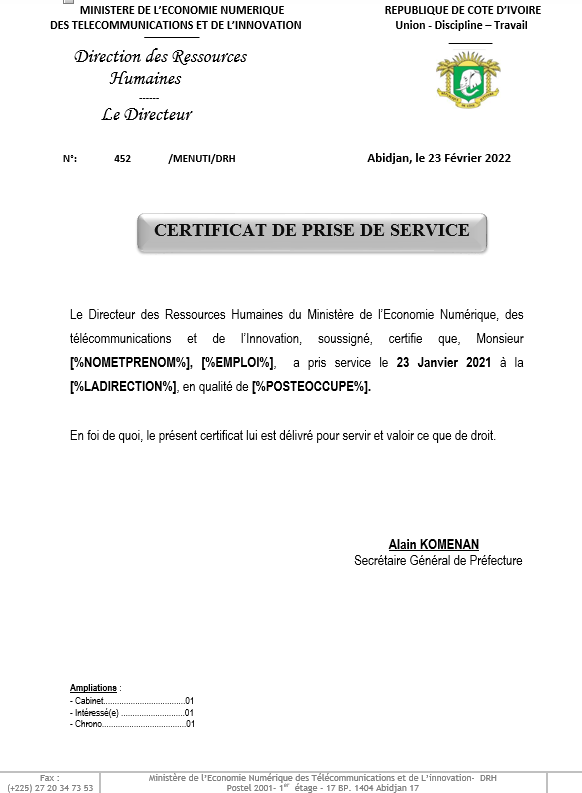 MINISTERE DE L’ECONOMIE NUMERIQUE
DES TELECOMMUNICATIONS ET DE L’INNOVATION
REPUBLIQUE DE COTE D’IVOIRE
Union - Discipline – Travail
Direction des Ressources
Humaines
------
Le Directeur
N°: 452 /MENUTI/DRH
Abidjan, le 23 Février 2022
CERTIFICAT DE PRISE DE SERVICE
Le Directeur des Ressources Humaines du Ministère de l’Economie Numérique, des
télécommunications et de l’Innovation, soussigné, certifie que, Monsieur
[%NOMETPRENOM%], [%EMPLOI%], a pris service le 23 Janvier 2021 à la
[%LADIRECTION%], en qualité de [%POSTEOCCUPE%].
En foi de quoi, le présent certificat lui est délivré pour servir et valoir ce que de droit.
Alain KOMENAN
Secrétaire Général de Préfecture
Ampliations :
- Cabinet....................................01
- Intéressé(e) ............................01
- Chrono.....................................01
Fax :
(+225) 27 20 34 73 53
Ministère de l’Economie Numérique des Télécommunications et de L’innovation- DRH
Postel 2001- 1er étage - 17 BP. 1404 Abidjan 17